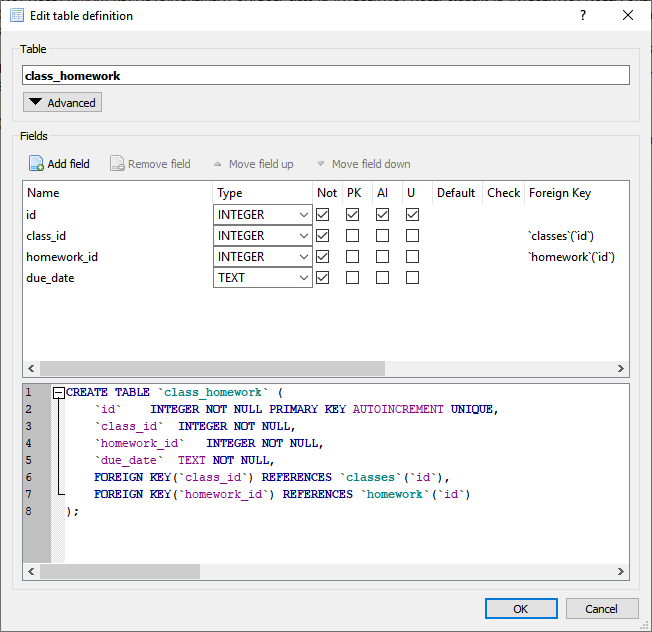 Edit table definition ?
Table
class_homework
Advanced
Fields
Add field Remove field Move field up Move field down
Name Type Not PK AI U Default Check Foreign Key
id INTEGER
class_id INTEGER `classes`(`id`)
homework_id INTEGER `homework`(`id`)
due_date TEXT
1 CREATE TABLE `class_homework` (
2 `id` INTEGER NOT NULL PRIMARY KEY AUTOINCREMENT UNIQUE,
3 `class_id` INTEGER NOT NULL,
4 `homework_id` INTEGER NOT NULL,
5 `due_date` TEXT NOT NULL,
6 FOREIGN KEY(`class_id`) REFERENCES `classes`(`id`),
7 FOREIGN KEY(`homework_id`) REFERENCES `homework`(`id`)
8 );
OK Cancel